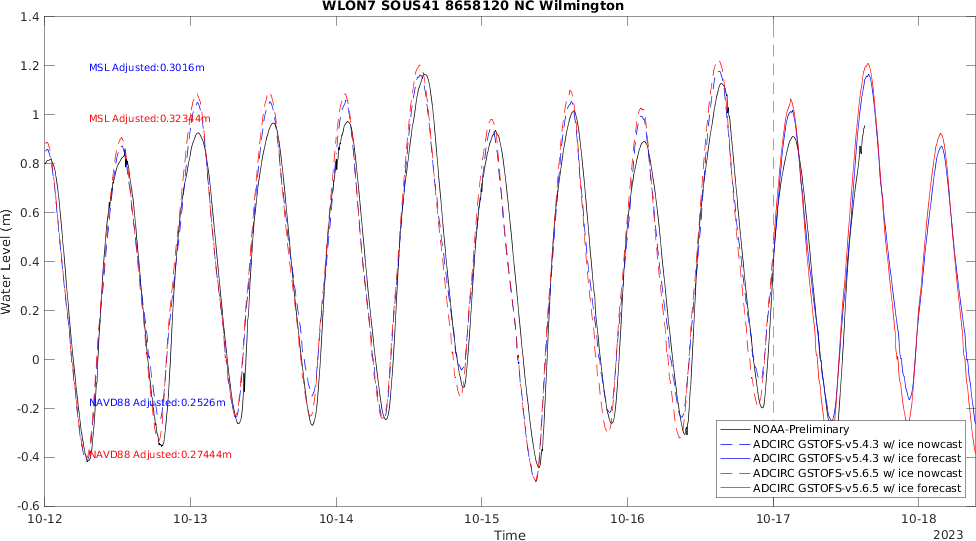 WLON7 SOUS41 8658120 NC Wilmington
1.4
1.2
1
0.8
0.6
0.4
0.2
0
-0.2
-0.4
-0.6
Water Level (m)
MSL Adjusted:0.3016m
MSL Adjusted:0.32344m
NAVD88 Adjusted:0.2526m
NAVD88 Adjusted:0.27444m
NOAA-Preliminary
ADCIRC GSTOFS-v5.4.3 w/ ice nowcast
ADCIRC GSTOFS-v5.4.3 w/ ice forecast
ADCIRC GSTOFS-v5.6.5 w/ ice nowcast
ADCIRC GSTOFS-v5.6.5 w/ ice forecast
10-12 10-13 10-14 10-15 10-16 10-17 10-18
Time
2023